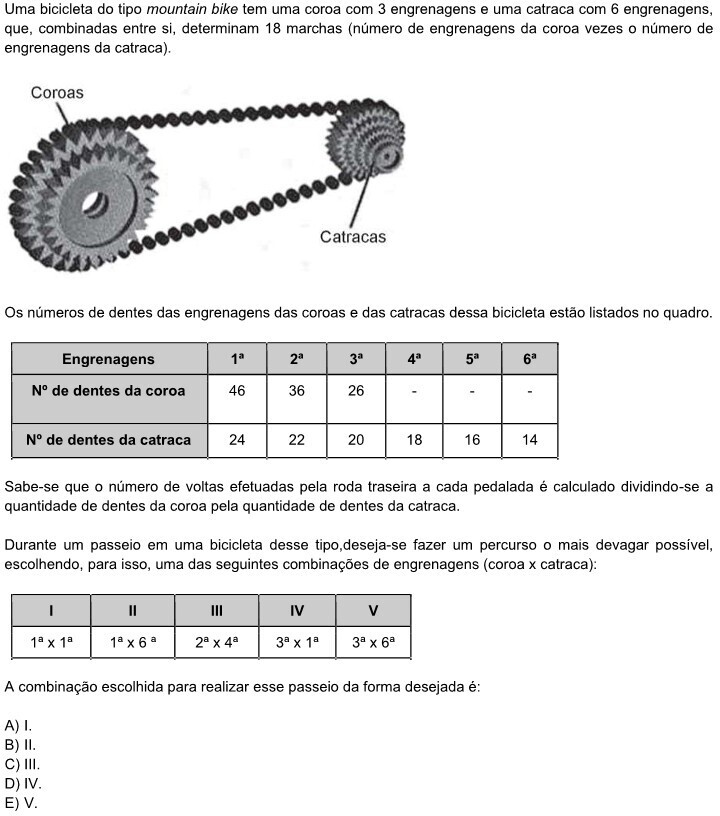 Uma bicicleta do tipo mountain bike tem uma coroa com 3 engrenagens e uma catraca com 6 engrenagens,
que, combinadas entre si, determinam 18 marchas (número de engrenagens da coroa vezes o número de
engrenagens da catraca).
Coroas
Catracas
Os números de dentes das engrenagens das coroas e das catracas dessa bicicleta estão listados no quadro.
Engrenagens 1ª 2ª 3ª 4ª 5ª 6ª
Nº de dentes da coroa 46 36 26 - - -
Nº de dentes da catraca 24 22 20 18 16 14
Sabe-se que o número de voltas efetuadas pela roda traseira a cada pedalada é calculado dividindo-se a
quantidade de dentes da coroa pela quantidade de dentes da catraca.
Durante um passeio em uma bicicleta desse tipo,deseja-se fazer um percurso o mais devagar possível,
escolhendo, para isso, uma das seguintes combinações de engrenagens (coroa x catraca):
I II III IV V
1ª x 1ª 1ª x 6 ª 2ª x 4ª 3ª x 1ª 3ª x 6ª
A combinação escolhida para realizar esse passeio da forma desejada é:
A) I.
B) II.
C) III.
D) IV.
E) V.